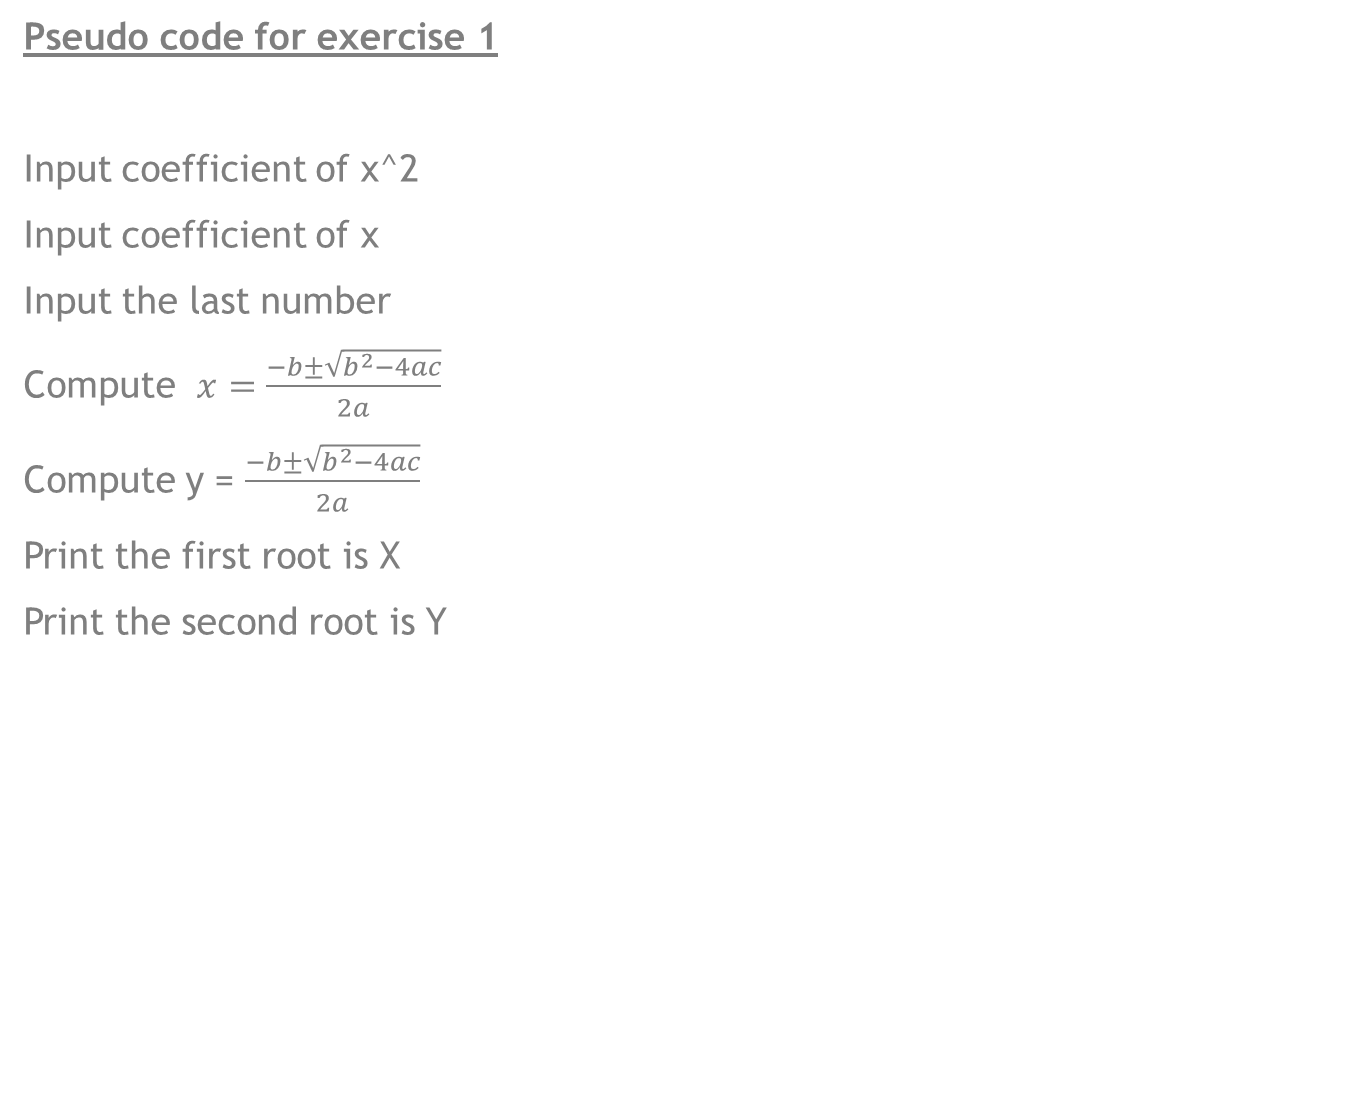 Pseudo code for exercise 1
Input coefficient of x^2
Input coefficient of x
Input the last number
Compute x = −b±√b²−4ac / 2a
Compute y = −b±√b²−4ac / 2a
Print the first root is X
Print the second root is Y